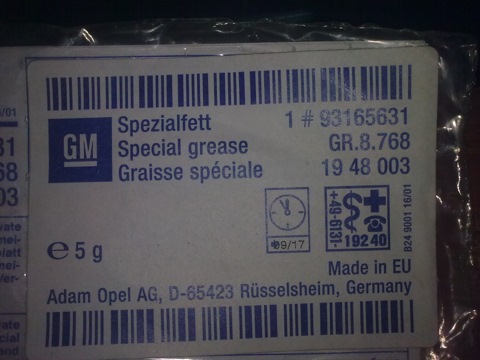 GM
Spezialfett
Special grease
Graisse spéciale
1 # 93165631
GR.8.768
19 48 003
09/17
+49-6131-
19240
B24 9001 16/01
e 5 g
Made in EU
Adam Opel AG, D-65423 Rüsselsheim, Germany